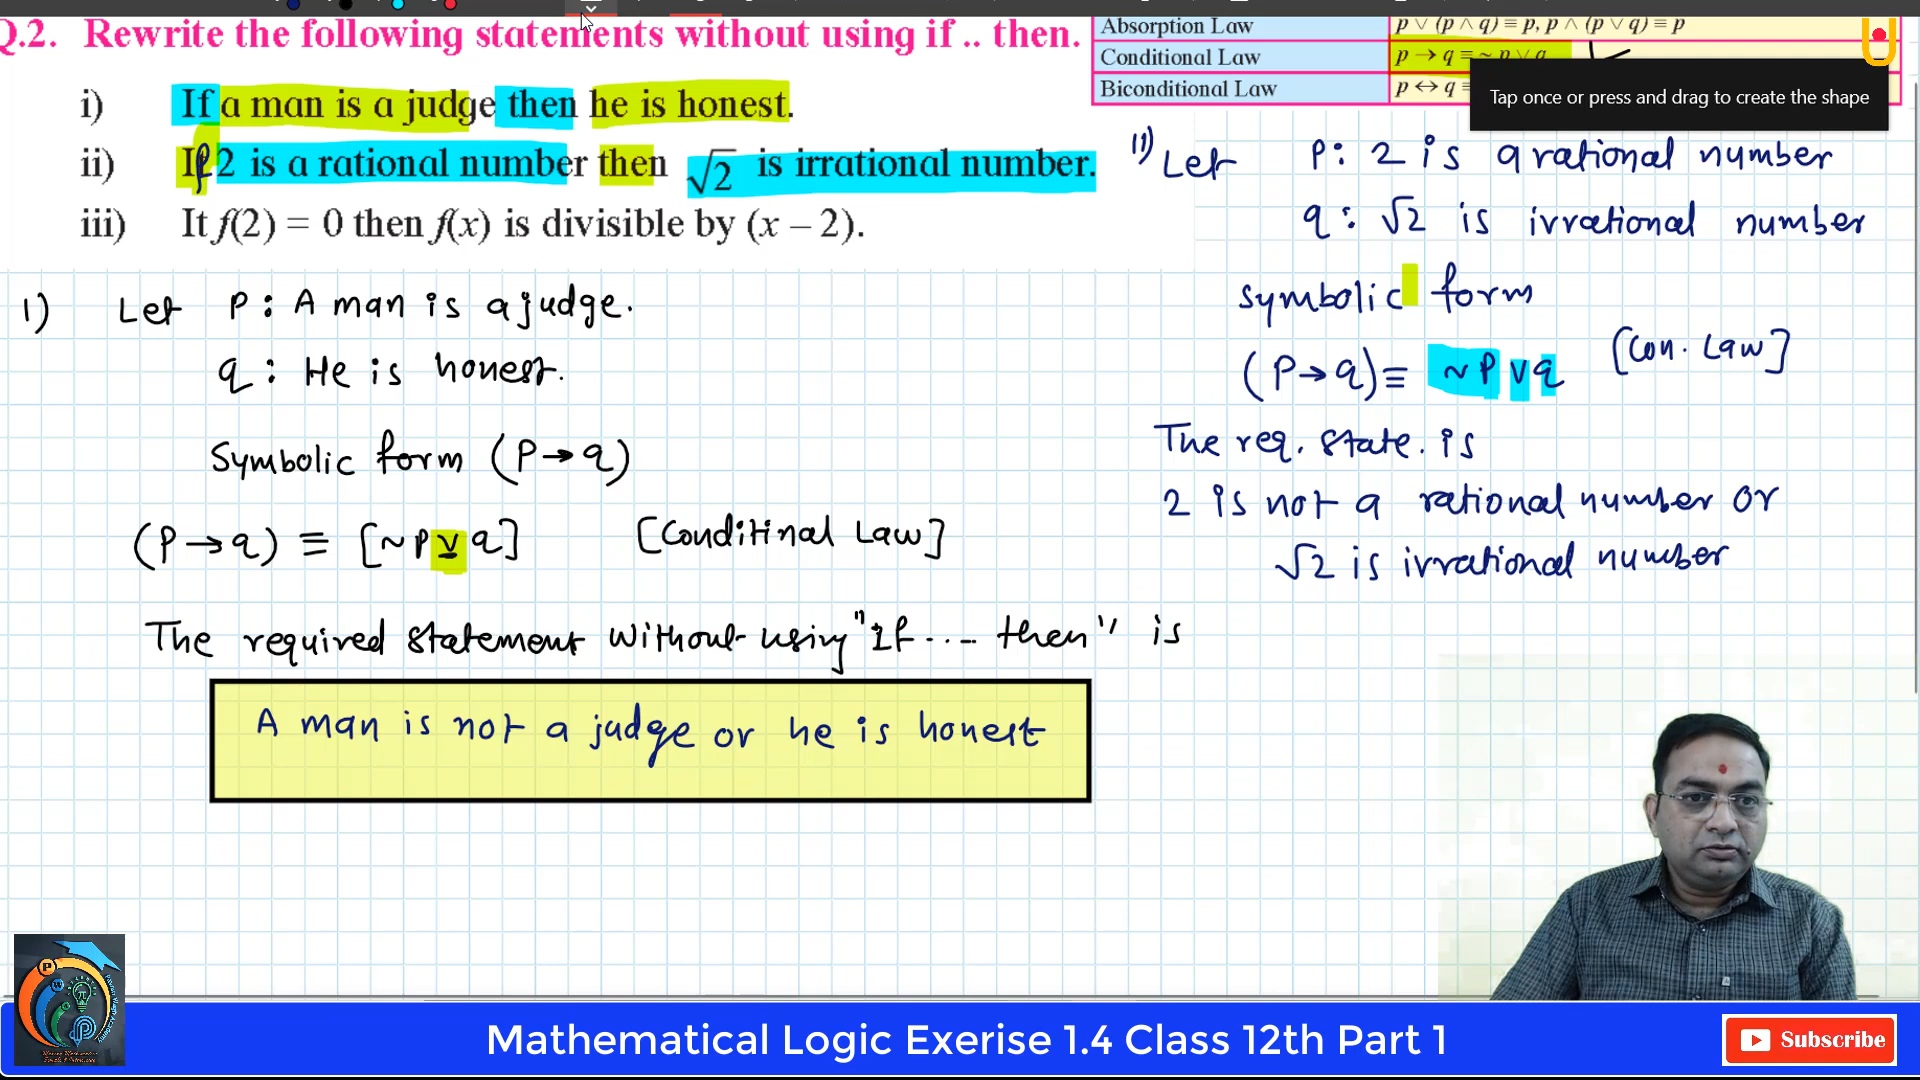 Q.2. Rewrite the following statements without using if .. then.
i) If a man is a judge then he is honest.
ii) If 2 is a rational number then √2 is irrational number.
iii) It f(2) = 0 then f(x) is divisible by (x – 2).
Absorption Law p ∨ (p ∧ q) ≡ p, p ∧ (p ∨ q) ≡ p
Conditional Law p → q ≡ ~ p ∨ q
Biconditional Law p ↔ q ≡
Tap once or press and drag to create the shape
1) Let p : A man is a judge.
q : He is honest.
Symbolic form (p → q)
(p → q) ≡ [~ p ∨ q] [Conditinal Law]
The required statement without using "If .... then" is
A man is not a judge or he is honest
11) Let p : 2 is a rational number
q : √2 is irrational number
symbolic form
(p → q) ≡ ~ p ∨ q [Con. Law]
The req. state. is
2 is not a rational number or
√2 is irrational number
Mathematical Logic Exerise 1.4 Class 12th Part 1
Subscribe